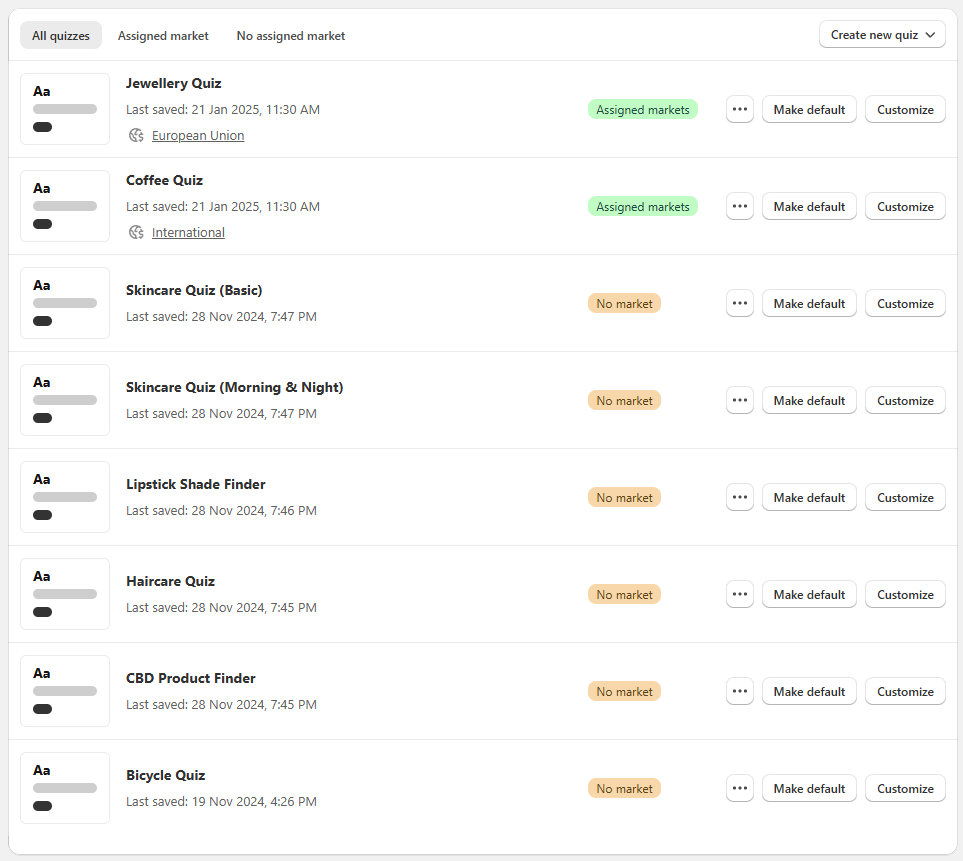 All quizzes
Assigned market
No assigned market
Create new quiz
Aa
Jewellery Quiz
Last saved: 21 Jan 2025, 11:30 AM
European Union
Assigned markets
Make default
Customize
Aa
Coffee Quiz
Last saved: 21 Jan 2025, 11:30 AM
International
Assigned markets
Make default
Customize
Aa
Skincare Quiz (Basic)
Last saved: 28 Nov 2024, 7:47 PM
No market
Make default
Customize
Aa
Skincare Quiz (Morning & Night)
Last saved: 28 Nov 2024, 7:47 PM
No market
Make default
Customize
Aa
Lipstick Shade Finder
Last saved: 28 Nov 2024, 7:46 PM
No market
Make default
Customize
Aa
Haircare Quiz
Last saved: 28 Nov 2024, 7:45 PM
No market
Make default
Customize
Aa
CBD Product Finder
Last saved: 28 Nov 2024, 7:45 PM
No market
Make default
Customize
Aa
Bicycle Quiz
Last saved: 19 Nov 2024, 4:26 PM
No market
Make default
Customize